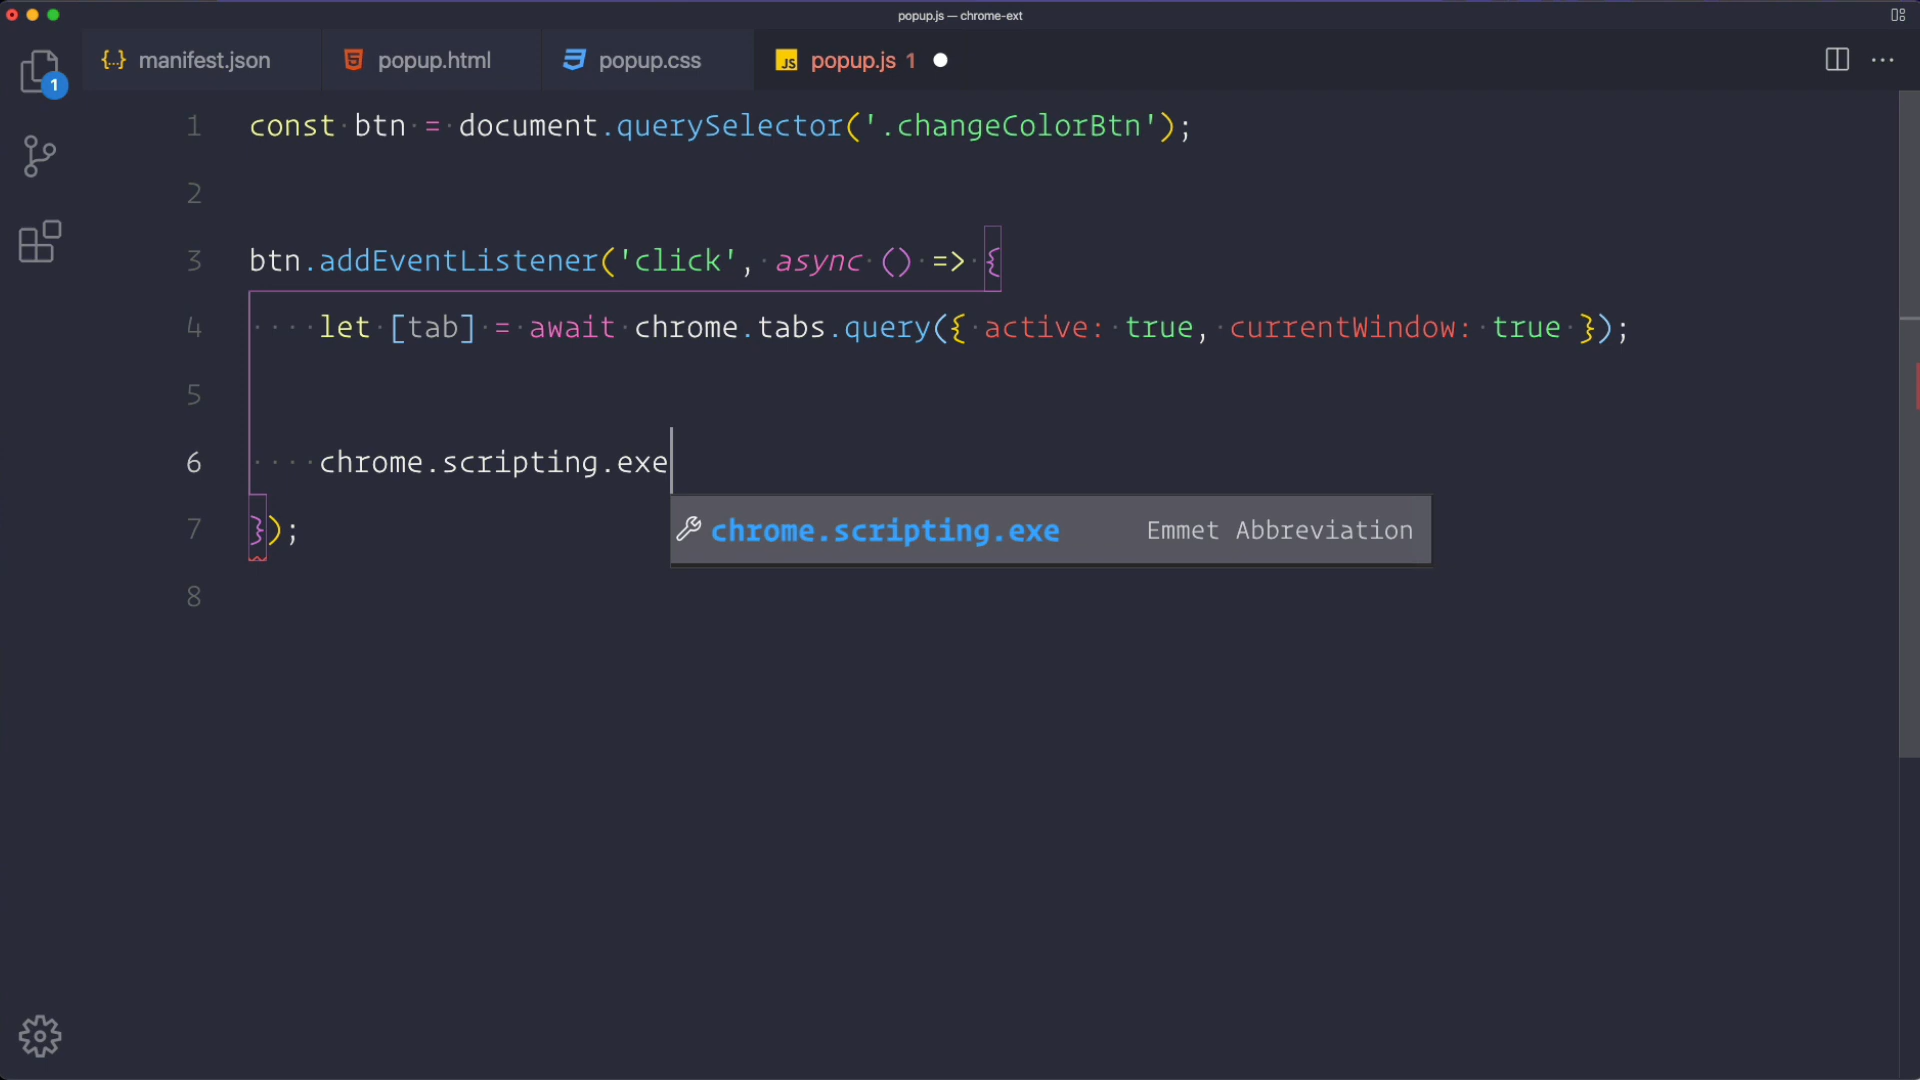 popup.js — chrome-ext
{..} manifest.json popup.html popup.css JS popup.js 1
1
1 const btn = document.querySelector('.changeColorBtn');
2
3 btn.addEventListener('click', async () => {
4 let [tab] = await chrome.tabs.query({ active: true, currentWindow: true });
5
6 chrome.scripting.exe
7 });
chrome.scripting.exe Emmet Abbreviation
8